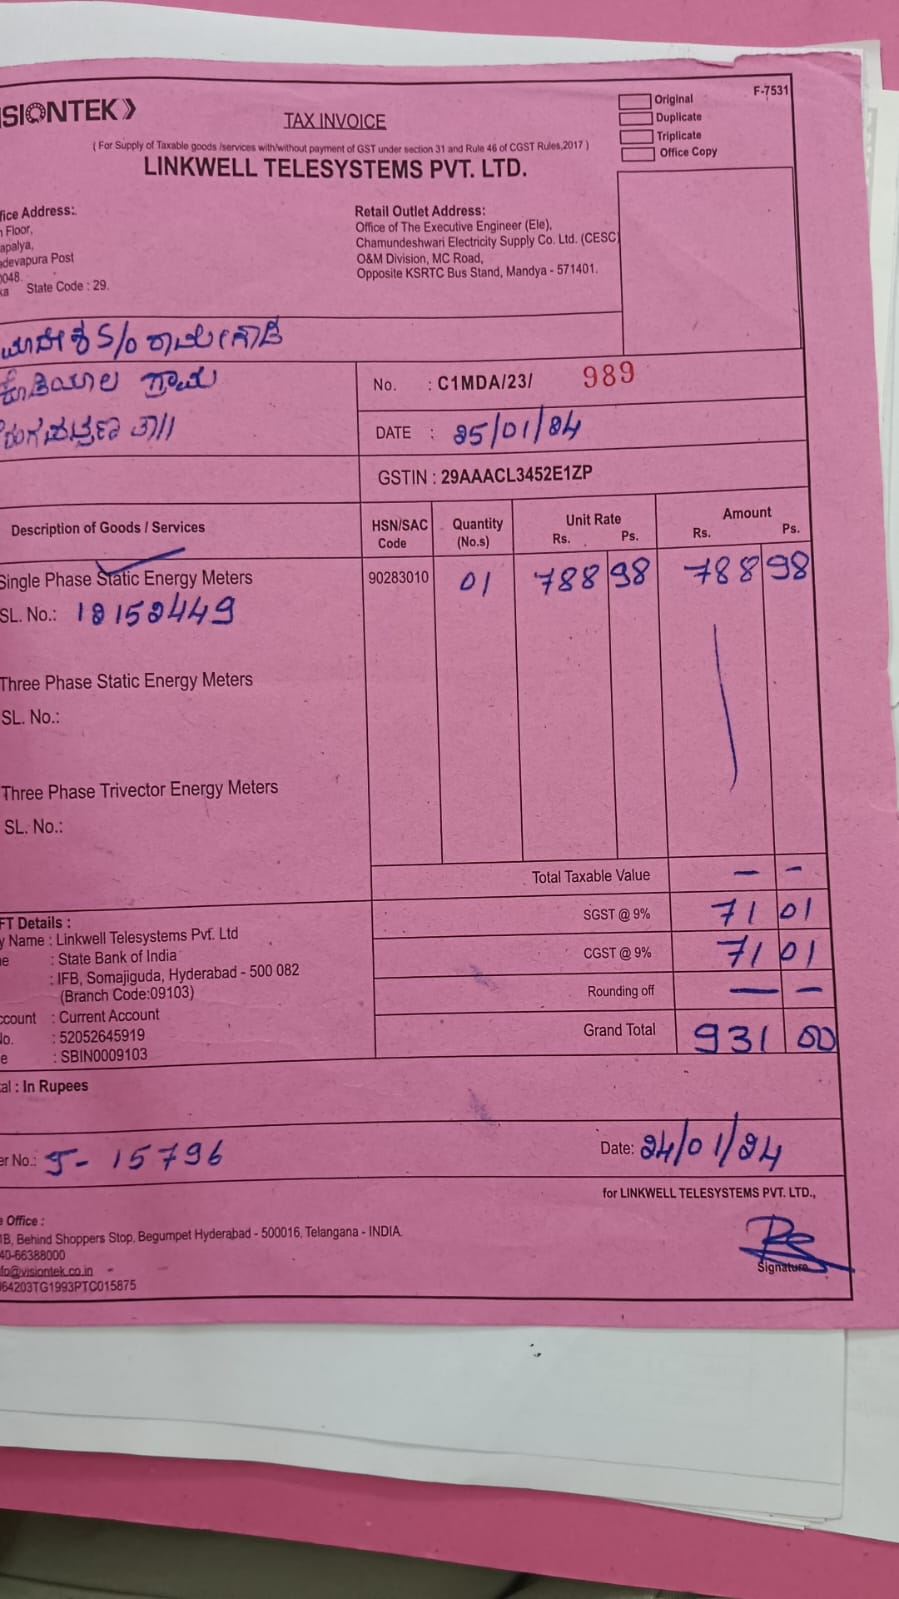 SIONTEK
F-7531
TAX INVOICE
Original
Duplicate
Triplicate
Office Copy
( For Supply of Taxable goods /services with/without payment of GST under section 31 and Rule 46 of CGST Rules,2017 )
LINKWELL TELESYSTEMS PVT. LTD.
fice Address:
Floor,
apalya,
adevapura Post
0048.
ka State Code : 29.
Retail Outlet Address:
Office of The Executive Engineer (Ele),
Chamundeshwari Electricity Supply Co. Ltd. (CESC)
O&M Division, MC Road,
Opposite KSRTC Bus Stand, Mandya - 571401.
S/o
ಗ್ರಾಮ
No. : C1MDA/23/ 989
DATE : 25/01/24
GSTIN : 29AAACL3452E1ZP
Description of Goods / Services HSN/SAC Code Quantity (No.s) Unit Rate Rs. Ps. Amount Rs. Ps.
Single Phase Static Energy Meters 90283010 01 788 98 788 98
SL. No.: 18152449
Three Phase Static Energy Meters
SL. No.:
Three Phase Trivector Energy Meters
SL. No.:
Total Taxable Value — -
SGST @ 9% 71 01
CGST @ 9% 71 01
Rounding off — -
Grand Total 931 00
FT Details :
y Name : Linkwell Telesystems Pvt. Ltd
e : State Bank of India
: IFB, Somajiguda, Hyderabad - 500 082
(Branch Code:09103)
ccount : Current Account
No. : 52052645919
e : SBIN0009103
al : In Rupees
er No.: J- 15796
Date: 24/01/24
for LINKWELL TELESYSTEMS PVT. LTD.,
e Office :
1B, Behind Shoppers Stop, Begumpet Hyderabad - 500016, Telangana - INDIA.
40-66388000
nfo@visiontek.co.in
64203TG1993PTC015875
Signature